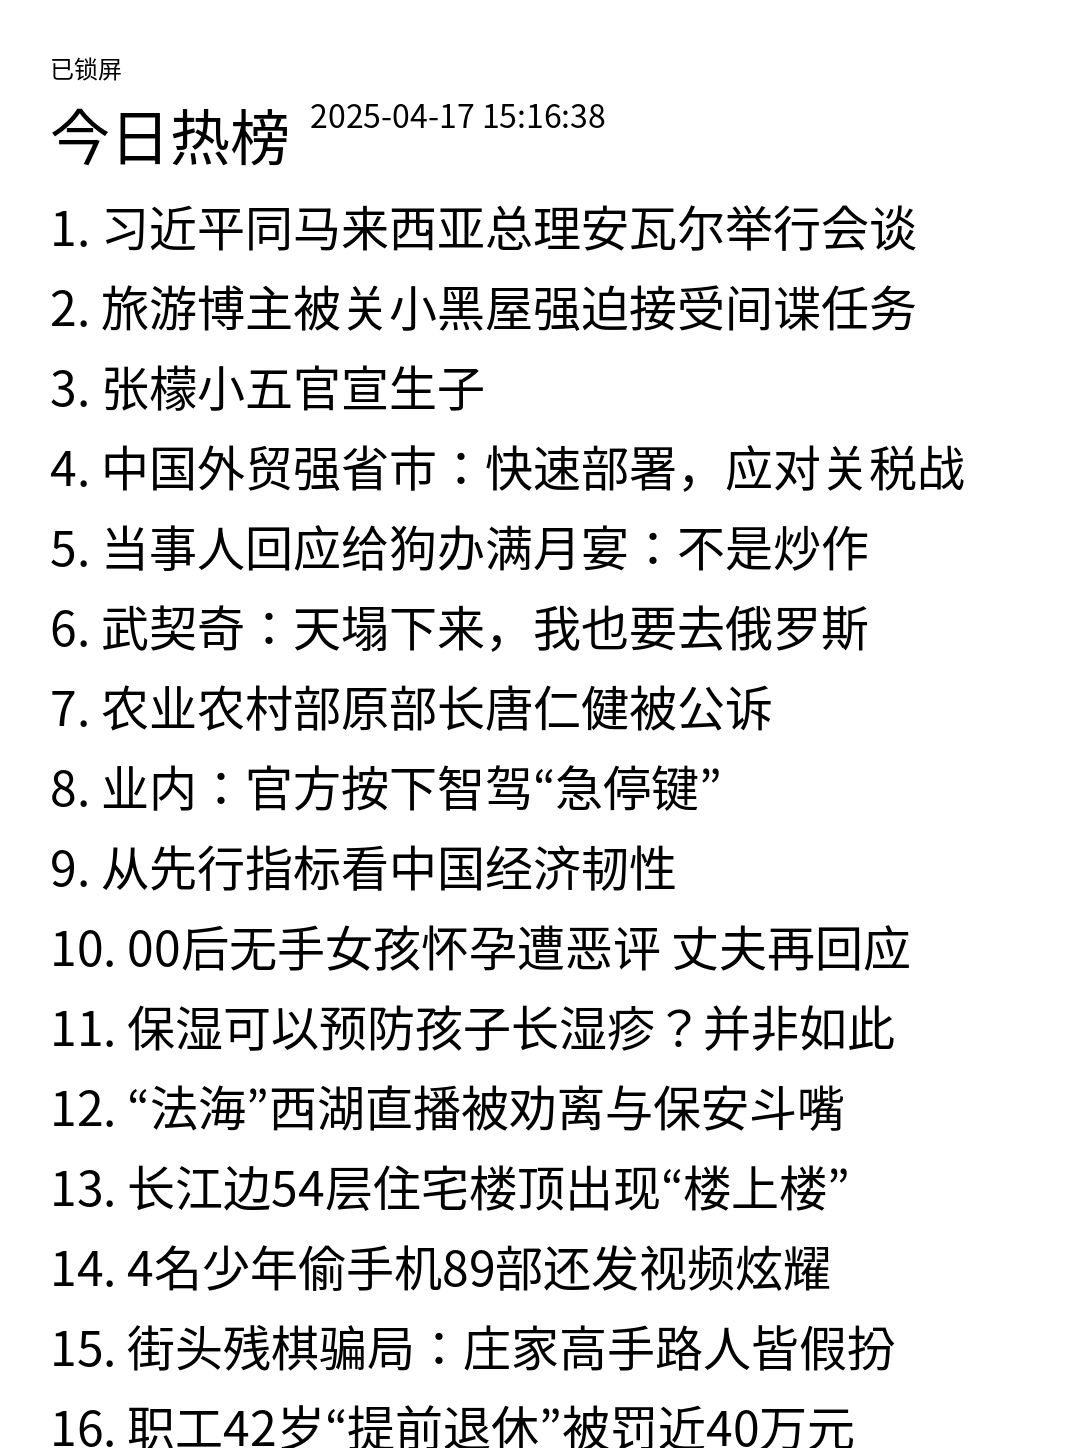 已锁屏
今日热榜 2025-04-17 15:16:38
1. 习近平同马来西亚总理安瓦尔举行会谈
2. 旅游博主被关小黑屋强迫接受间谍任务
3. 张檬小五官宣生子
4. 中国外贸强省市：快速部署，应对关税战
5. 当事人回应给狗办满月宴：不是炒作
6. 武契奇：天塌下来，我也要去俄罗斯
7. 农业农村部原部长唐仁健被公诉
8. 业内：官方按下智驾“急停键”
9. 从先行指标看中国经济韧性
10. 00后无手女孩怀孕遭恶评 丈夫再回应
11. 保湿可以预防孩子长湿疹？并非如此
12. “法海”西湖直播被劝离与保安斗嘴
13. 长江边54层住宅楼顶出现“楼上楼”
14. 4名少年偷手机89部还发视频炫耀
15. 街头残棋骗局：庄家高手路人皆假扮
16. 职工42岁“提前退休”被罚近40万元